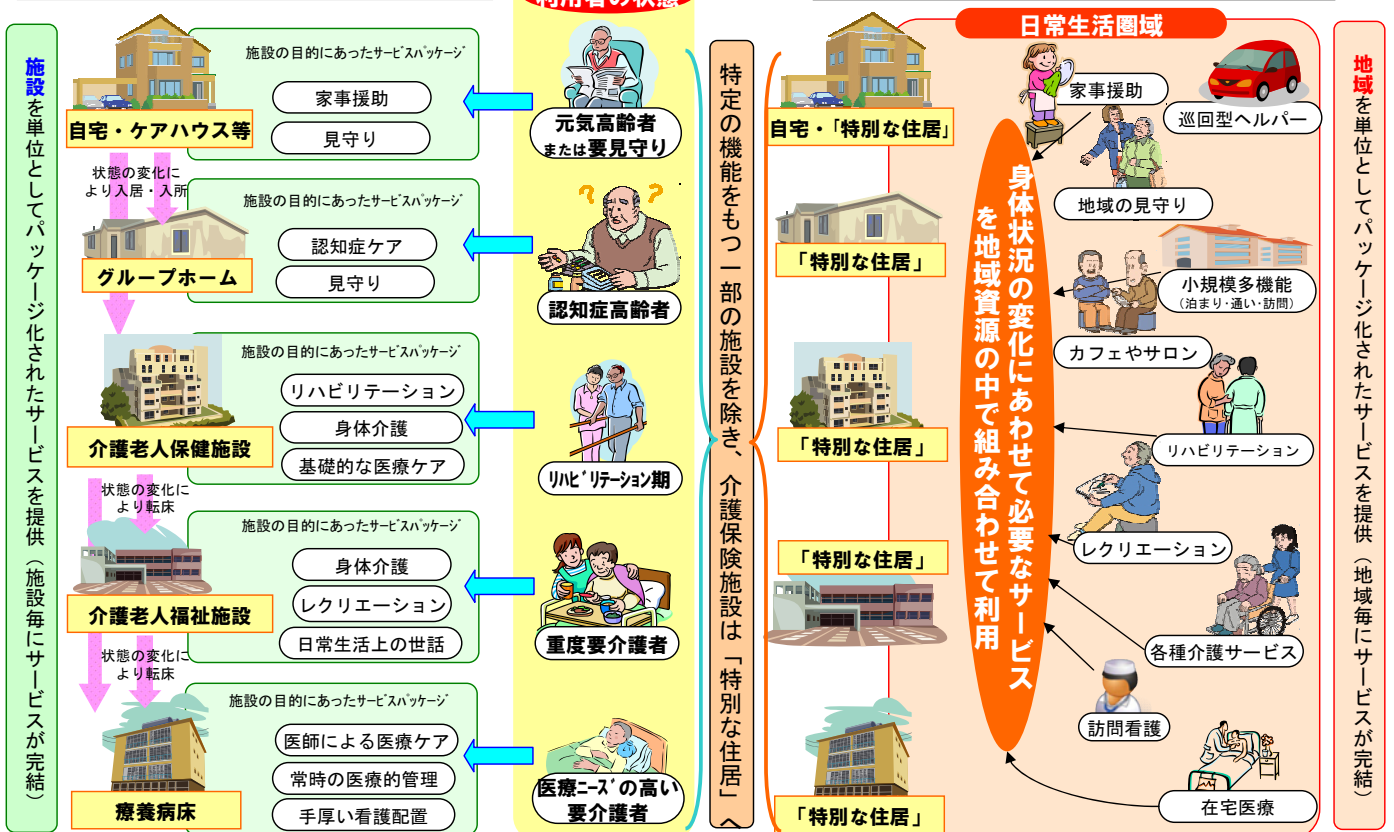 利用者の状態
施設を単位としてパッケージ化されたサービスを提供（施設毎にサービスが完結）
自宅・ケアハウス等
施設の目的にあったサービスパッケージ
家事援助
見守り
元気高齢者
または要見守り
状態の変化に
より入居・入所
グループホーム
施設の目的にあったサービスパッケージ
認知症ケア
見守り
認知症高齢者
介護老人保健施設
施設の目的にあったサービスパッケージ
リハビリテーション
身体介護
基礎的な医療ケア
リハビリテーション期
状態の変化に
より転床
介護老人福祉施設
施設の目的にあったサービスパッケージ
身体介護
レクリエーション
日常生活上の世話
重度要介護者
状態の変化に
より転床
療養病床
施設の目的にあったサービスパッケージ
医師による医療ケア
常時の医療的管理
手厚い看護配置
医療ニーズの高い
要介護者
特定の機能をもつ一部の施設を除き、介護保険施設は「特別な住居」へ
自宅・「特別な住居」
「特別な住居」
「特別な住居」
「特別な住居」
「特別な住居」
日常生活圏域
身体状況の変化にあわせて必要なサービス
を地域資源の中で組み合わせて利用
家事援助
巡回型ヘルパー
地域の見守り
小規模多機能
（泊まり・通い・訪問）
カフェやサロン
リハビリテーション
レクリエーション
各種介護サービス
訪問看護
在宅医療
地域を単位としてパッケージ化されたサービスを提供（地域毎にサービスが完結）